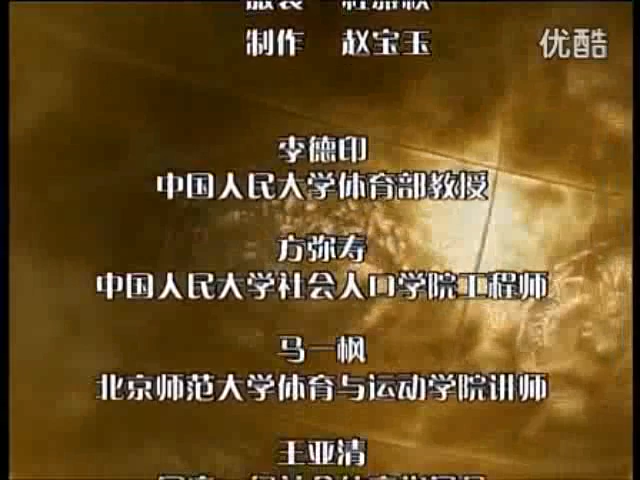 制作 赵宝玉
优酷
李德印
中国人民大学体育部教授
方弥寿
中国人民大学社会人口学院工程师
马一枫
北京师范大学体育与运动学院讲师
王亚清